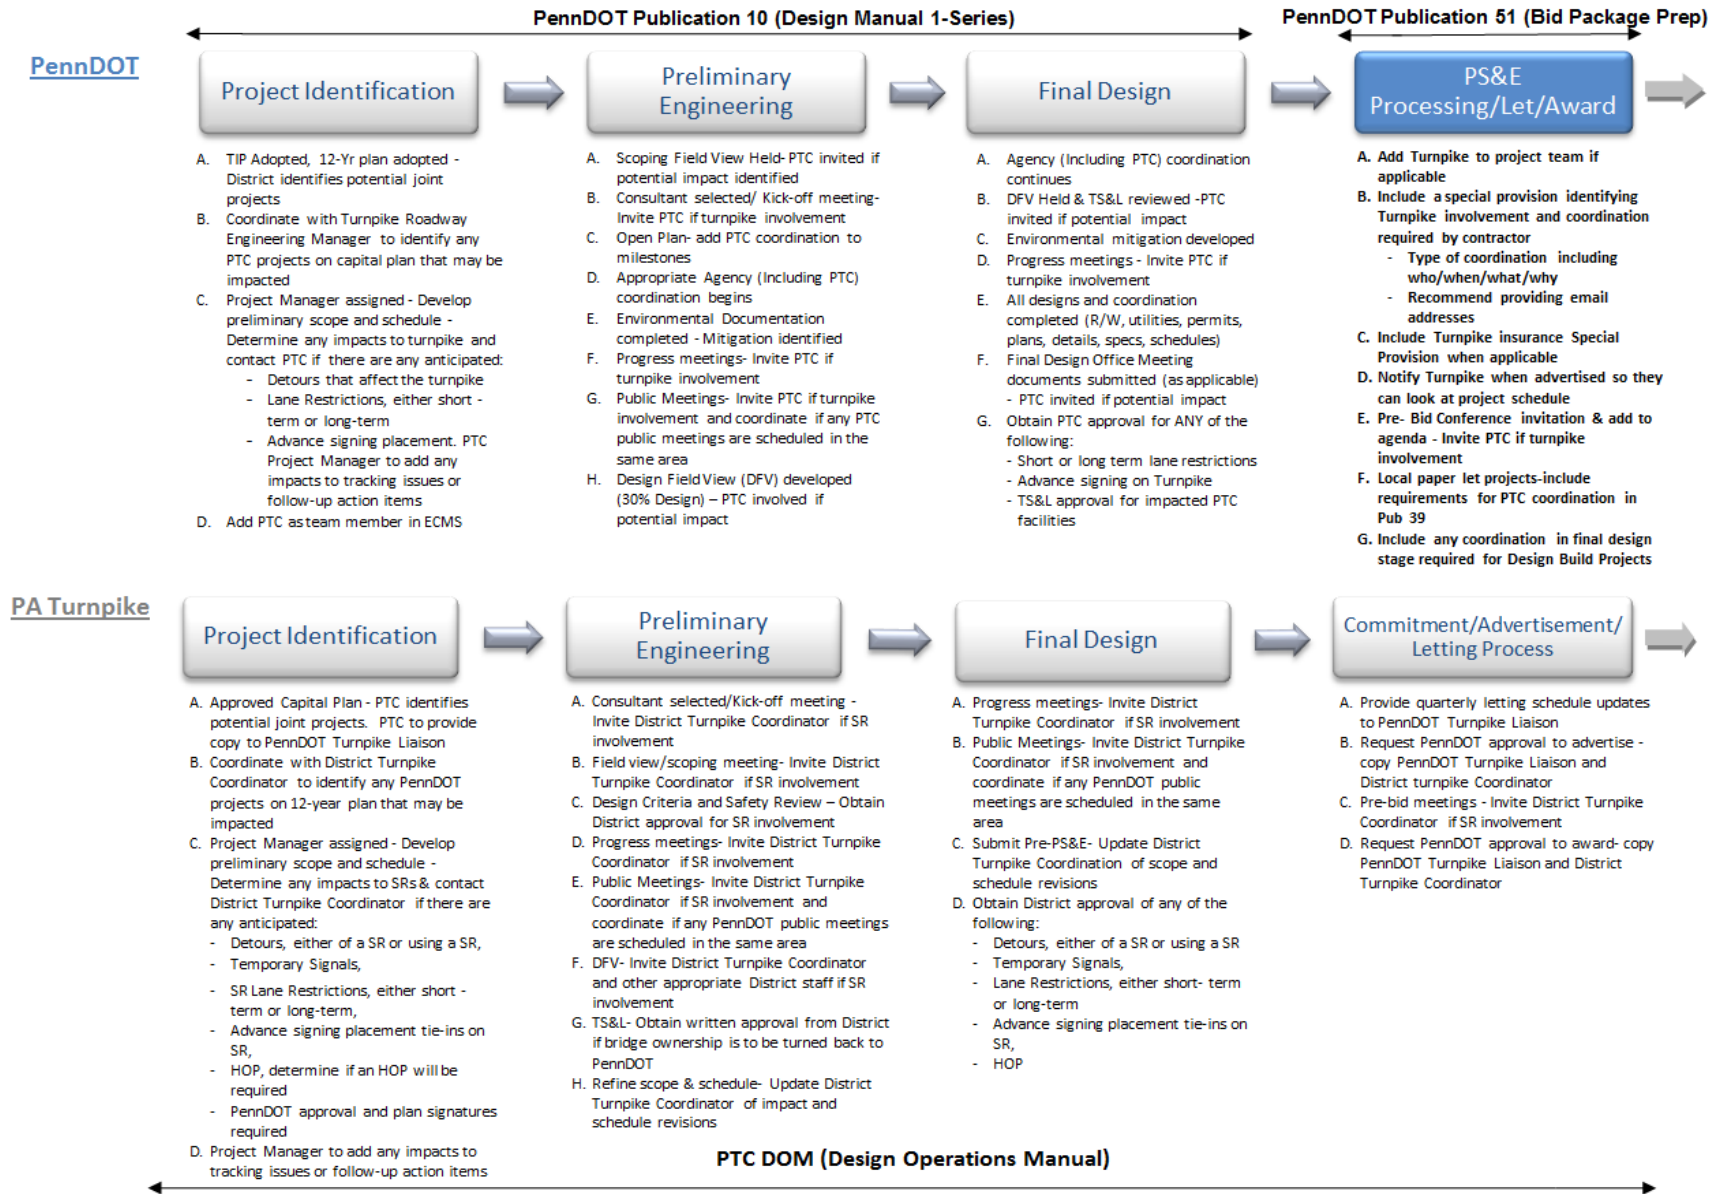 PennDOT Publication 10 (Design Manual 1-Series)
PennDOT Publication 51 (Bid Package Prep)
PennDOT
Project Identification
A. TIP Adopted, 12-Yr plan adopted -
District identifies potential joint
projects
B. Coordinate with Turnpike Roadway
Engineering Manager to identify any
PTC projects on capital plan that may be
impacted
C. Project Manager assigned - Develop
preliminary scope and schedule -
Determine any impacts to turnpike and
contact PTC if there are any anticipated:
- Detours that affect the turnpike
- Lane Restrictions, either short -
term or long-term
- Advance signing placement. PTC
Project Manager to add any
impacts to tracking issues or
follow-up action items
D. Add PTC as team member in ECMS
Preliminary
Engineering
A. Scoping Field View Held- PTC invited if
potential impact identified
B. Consultant selected/ Kick-off meeting-
Invite PTC if turnpike involvement
C. Open Plan- add PTC coordination to
milestones
D. Appropriate Agency (Including PTC)
coordination begins
E. Environmental Documentation
completed - Mitigation identified
F. Progress meetings- Invite PTC if
turnpike involvement
G. Public Meetings- Invite PTC if turnpike
involvement and coordinate if any PTC
public meetings are scheduled in the
same area
H. Design Field View (DFV) developed
(30% Design) – PTC involved if
potential impact
Final Design
A. Agency (Including PTC) coordination
continues
B. DFV Held & TS&L reviewed -PTC
invited if potential impact
C. Environmental mitigation developed
D. Progress meetings - Invite PTC if
turnpike involvement
E. All designs and coordination
completed (R/W, utilities, permits,
plans, details, specs, schedules)
F. Final Design Office Meeting
documents submitted (as applicable)
- PTC invited if potential impact
G. Obtain PTC approval for ANY of the
following:
- Short or long term lane restrictions
- Advance signing on Turnpike
- TS&L approval for impacted PTC
facilities
PS&E
Processing/Let/Award
A. Add Turnpike to project team if
applicable
B. Include a special provision identifying
Turnpike involvement and coordination
required by contractor
- Type of coordination including
who/when/what/why
- Recommend providing email
addresses
C. Include Turnpike insurance Special
Provision when applicable
D. Notify Turnpike when advertised so they
can look at project schedule
E. Pre- Bid Conference invitation & add to
agenda - Invite PTC if turnpike
involvement
F. Local paper let projects-include
requirements for PTC coordination in
Pub 39
G. Include any coordination in final design
stage required for Design Build Projects
PA Turnpike
Project Identification
A. Approved Capital Plan - PTC identifies
potential joint projects. PTC to provide
copy to PennDOT Turnpike Liaison
B. Coordinate with District Turnpike
Coordinator to identify any PennDOT
projects on 12-year plan that may be
impacted
C. Project Manager assigned - Develop
preliminary scope and schedule -
Determine any impacts to SRs & contact
District Turnpike Coordinator if there are
any anticipated:
- Detours, either of a SR or using a SR,
- Temporary Signals,
- SR Lane Restrictions, either short -
term or long-term,
- Advance signing placement tie-ins on
SR,
- HOP, determine if an HOP will be
required
- PennDOT approval and plan signatures
required
D. Project Manager to add any impacts to
tracking issues or follow-up action items
Preliminary
Engineering
A. Consultant selected/Kick-off meeting -
Invite District Turnpike Coordinator if SR
involvement
B. Field view/scoping meeting- Invite District
Turnpike Coordinator if SR involvement
C. Design Criteria and Safety Review – Obtain
District approval for SR involvement
D. Progress meetings- Invite District Turnpike
Coordinator if SR involvement
E. Public Meetings- Invite District Turnpike
Coordinator if SR involvement and
coordinate if any PennDOT public meetings
are scheduled in the same area
F. DFV- Invite District Turnpike Coordinator
and other appropriate District staff if SR
involvement
G. TS&L- Obtain written approval from District
if bridge ownership is to be turned back to
PennDOT
H. Refine scope & schedule- Update District
Turnpike Coordinator of impact and
schedule revisions
Final Design
A. Progress meetings- Invite District
Turnpike Coordinator if SR involvement
B. Public Meetings- Invite District Turnpike
Coordinator if SR involvement and
coordinate if any PennDOT public
meetings are scheduled in the same
area
C. Submit Pre-PS&E- Update District
Turnpike Coordination of scope and
schedule revisions
D. Obtain District approval of any of the
following:
- Detours, either of a SR or using a SR
- Temporary Signals,
- Lane Restrictions, either short- term
or long-term
- Advance signing placement tie-ins on
SR,
- HOP
Commitment/Advertisement/
Letting Process
A. Provide quarterly letting schedule updates
to PennDOT Turnpike Liaison
B. Request PennDOT approval to advertise -
copy PennDOT Turnpike Liaison and
District turnpike Coordinator
C. Pre-bid meetings - Invite District Turnpike
Coordinator if SR involvement
D. Request PennDOT approval to award- copy
PennDOT Turnpike Liaison and District
Turnpike Coordinator
PTC DOM (Design Operations Manual)